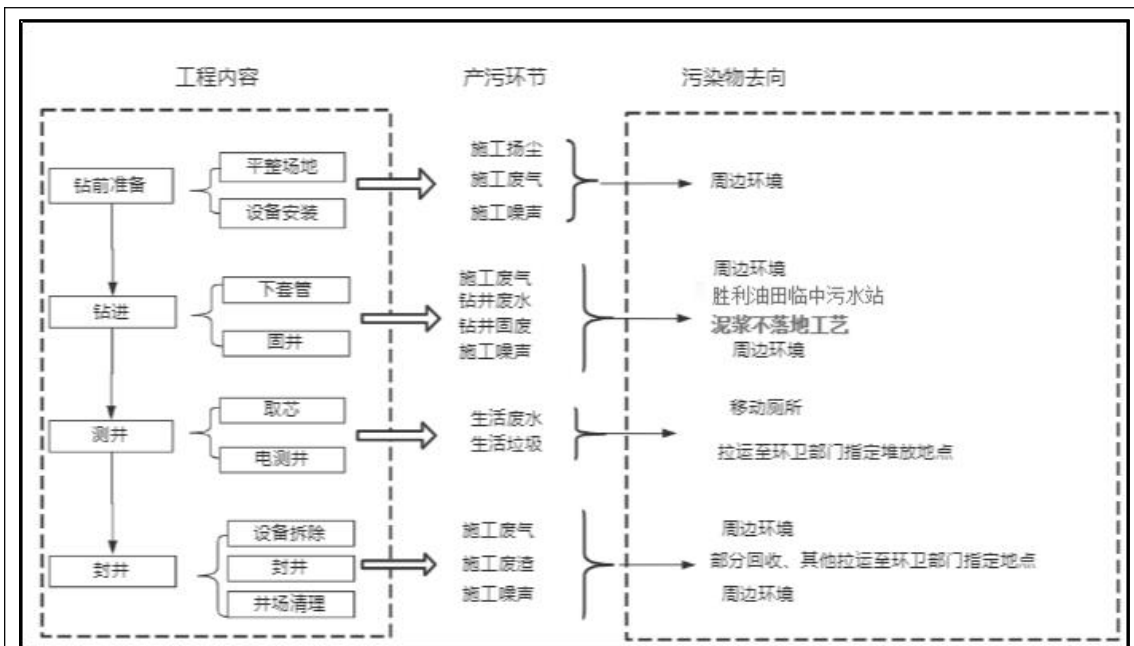 工程内容
产污环节
污染物去向
钻前准备
平整场地
设备安装
施工扬尘
施工废气
施工噪声
周边环境
钻进
下套管
固井
施工废气
钻井废水
钻井固废
施工噪声
周边环境
胜利油田临中污水站
泥浆不落地工艺
周边环境
测井
取芯
电测井
生活废水
生活垃圾
移动厕所
拉运至环卫部门指定堆放地点
封井
设备拆除
封井
井场清理
施工废气
施工废渣
施工噪声
周边环境
部分回收、其他拉运至环卫部门指定地点
周边环境